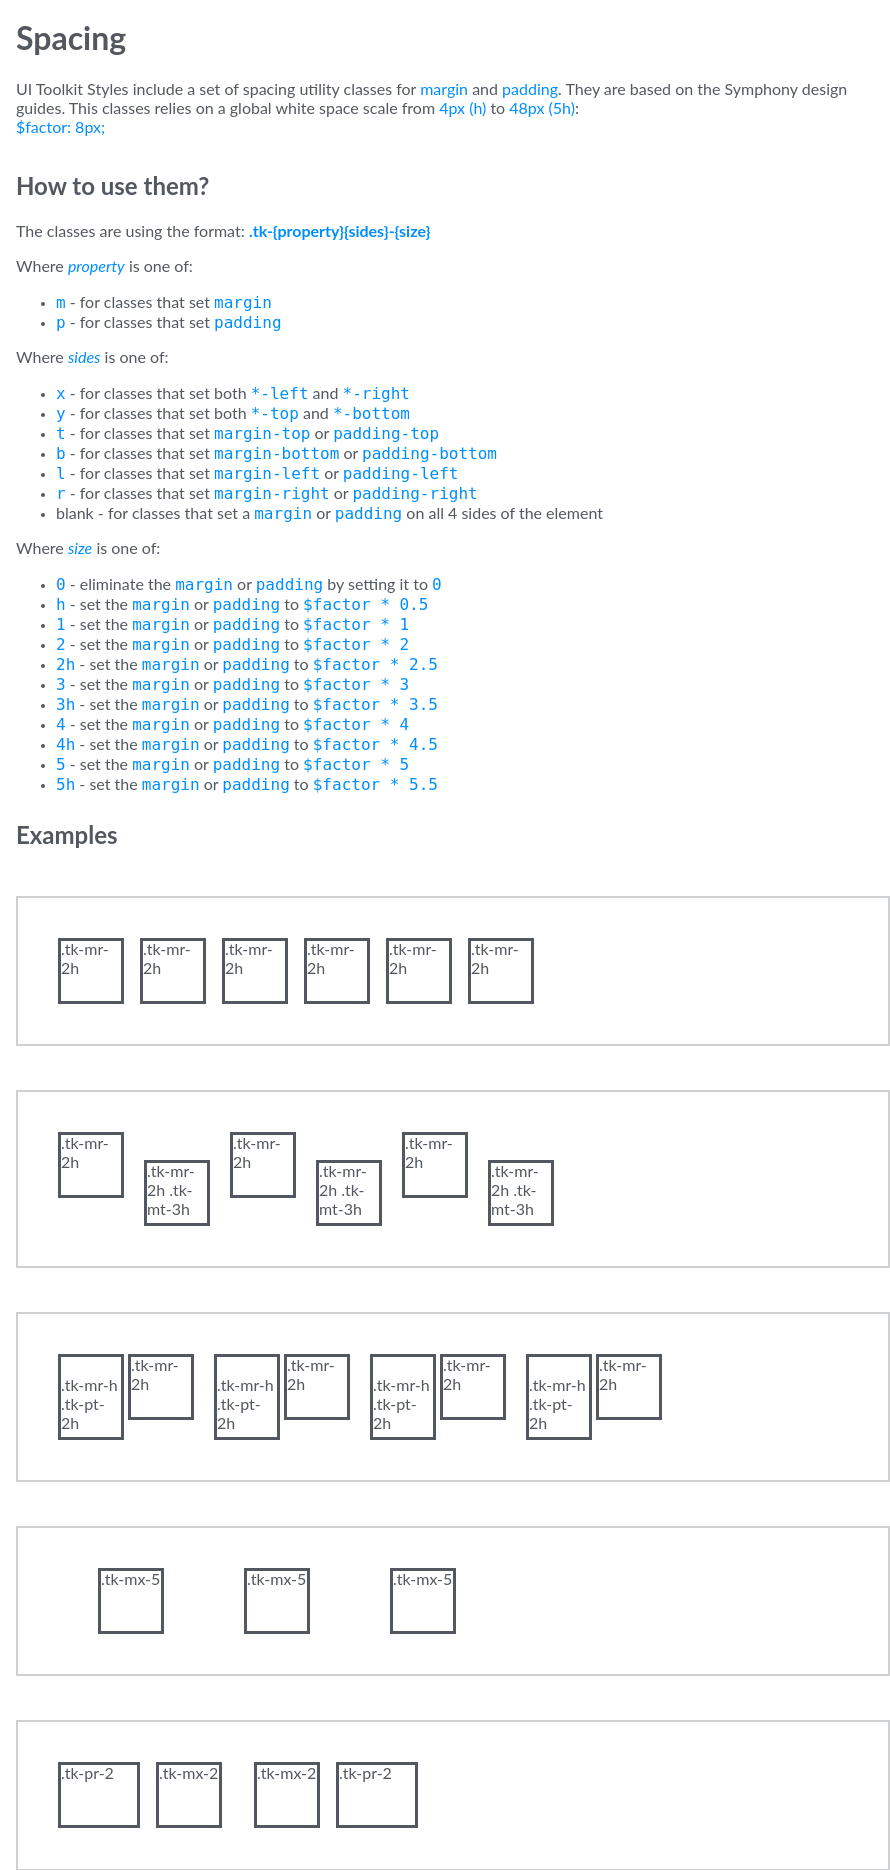 Spacing
UI Toolkit Styles include a set of spacing utility classes for margin and padding. They are based on the Symphony design
guides. This classes relies on a global white space scale from 4px (h) to 48px (5h):
$factor: 8px;
How to use them?
The classes are using the format: .tk-{property}{sides}-{size}
Where property is one of:
• m - for classes that set margin
• p - for classes that set padding
Where sides is one of:
• x - for classes that set both *-left and *-right
• y - for classes that set both *-top and *-bottom
• t - for classes that set margin-top or padding-top
• b - for classes that set margin-bottom or padding-bottom
• l - for classes that set margin-left or padding-left
• r - for classes that set margin-right or padding-right
• blank - for classes that set a margin or padding on all 4 sides of the element
Where size is one of:
• 0 - eliminate the margin or padding by setting it to 0
• h - set the margin or padding to $factor * 0.5
• 1 - set the margin or padding to $factor * 1
• 2 - set the margin or padding to $factor * 2
• 2h - set the margin or padding to $factor * 2.5
• 3 - set the margin or padding to $factor * 3
• 3h - set the margin or padding to $factor * 3.5
• 4 - set the margin or padding to $factor * 4
• 4h - set the margin or padding to $factor * 4.5
• 5 - set the margin or padding to $factor * 5
• 5h - set the margin or padding to $factor * 5.5
Examples
.tk-mr-
2h
.tk-mr-
2h
.tk-mr-
2h
.tk-mr-
2h
.tk-mr-
2h
.tk-mr-
2h
.tk-mr-
2h
.tk-mr-
2h .tk-
mt-3h
.tk-mr-
2h
.tk-mr-
2h .tk-
mt-3h
.tk-mr-
2h
.tk-mr-
2h .tk-
mt-3h
.tk-mr-h
.tk-pt-
2h
.tk-mr-
2h
.tk-mr-h
.tk-pt-
2h
.tk-mr-
2h
.tk-mr-h
.tk-pt-
2h
.tk-mr-
2h
.tk-mr-h
.tk-pt-
2h
.tk-mr-
2h
.tk-mx-5
.tk-mx-5
.tk-mx-5
.tk-pr-2
.tk-mx-2
.tk-mx-2
.tk-pr-2